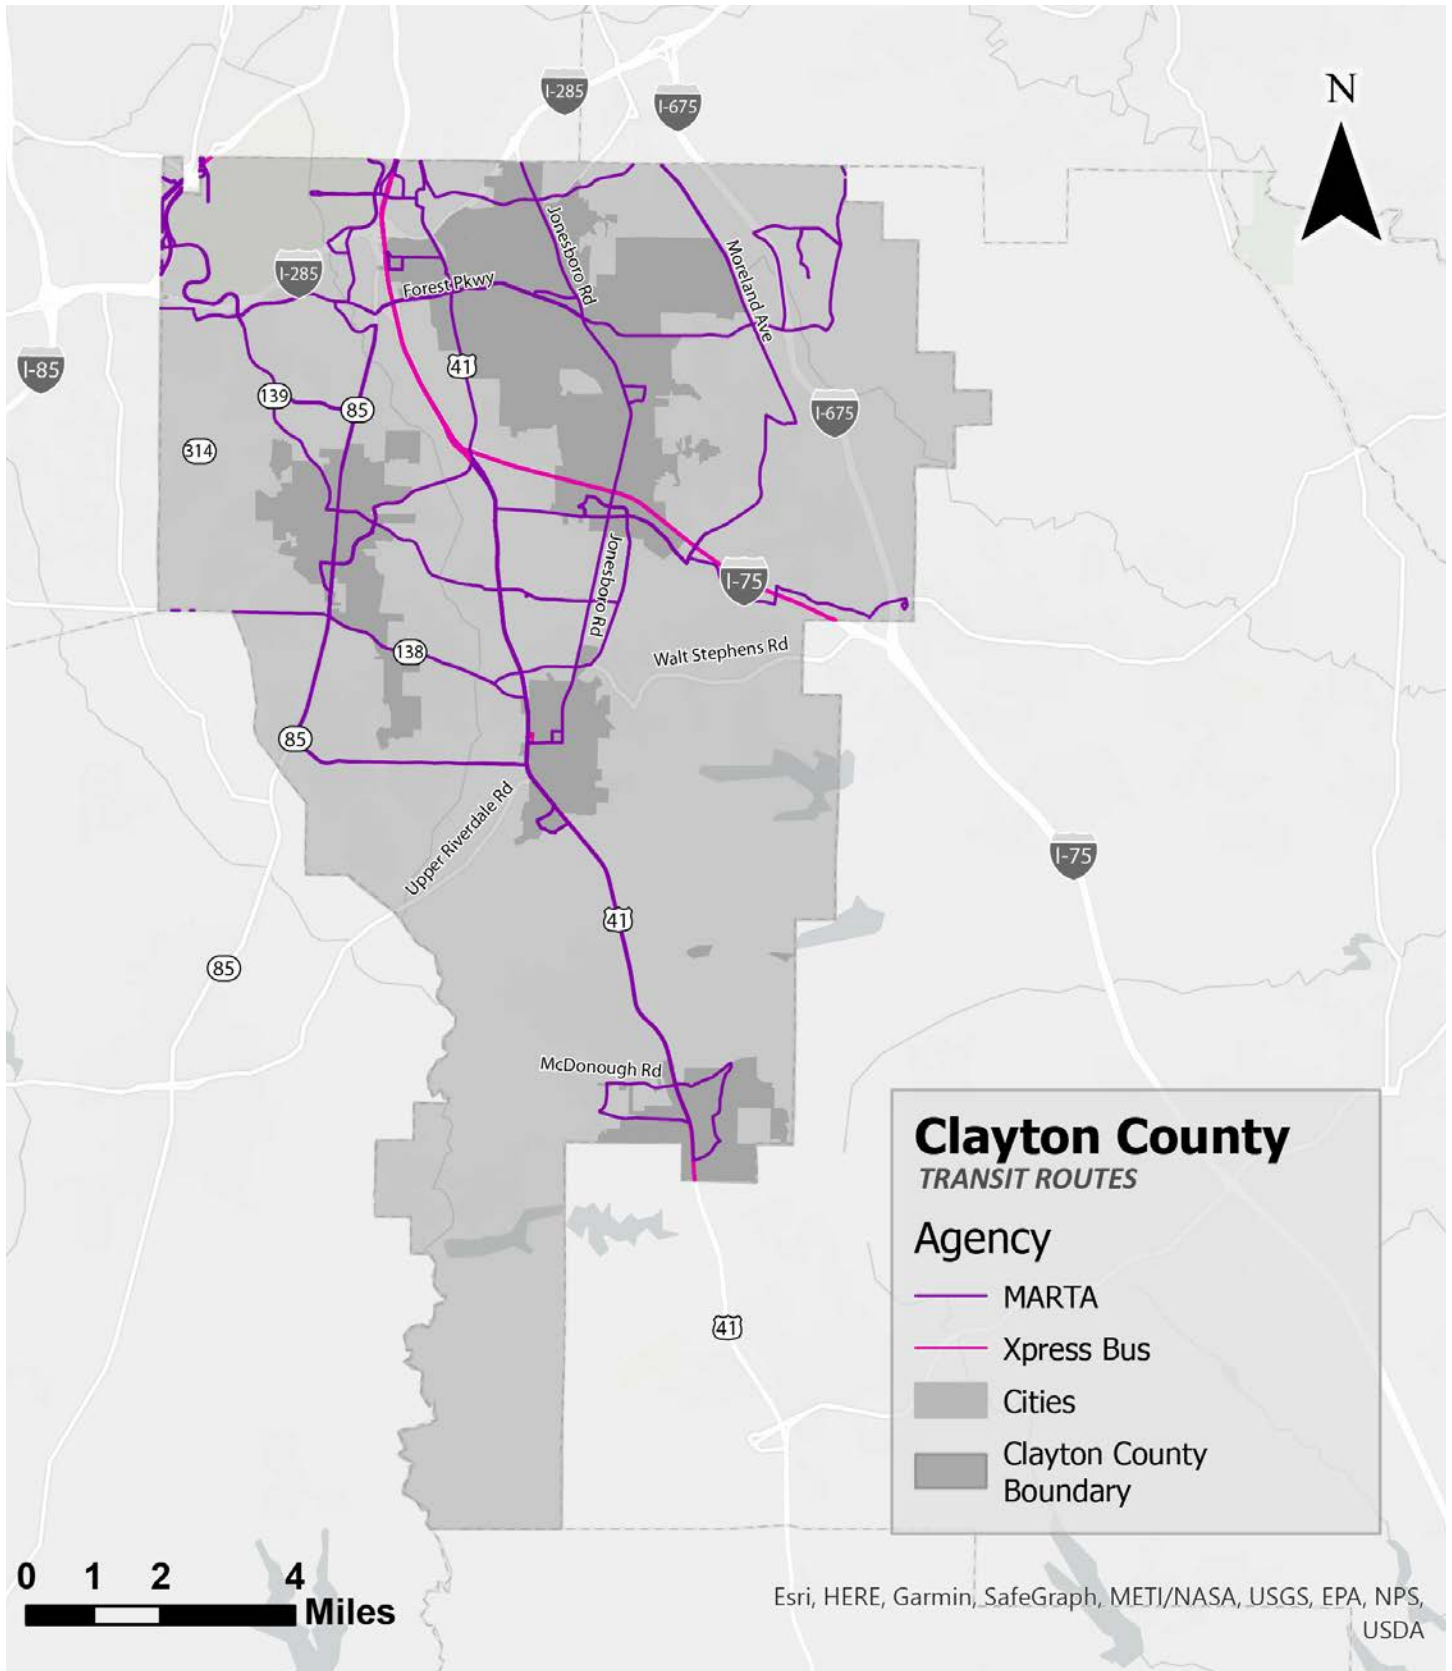 I-285
I-675
N
Jonesboro Rd
Moreland Ave
I-285
Forest Pkwy
I-85
41
139
85
I-675
314
Jonesboro Rd
I-75
138
Walt Stephens Rd
85
Upper Riverdale Rd
I-75
41
85
McDonough Rd
Clayton County
TRANSIT ROUTES
Agency
MARTA
Xpress Bus
Cities
Clayton County
Boundary
41
0 1 2 4
Miles
Esri, HERE, Garmin, SafeGraph, METI/NASA, USGS, EPA, NPS,
USDA